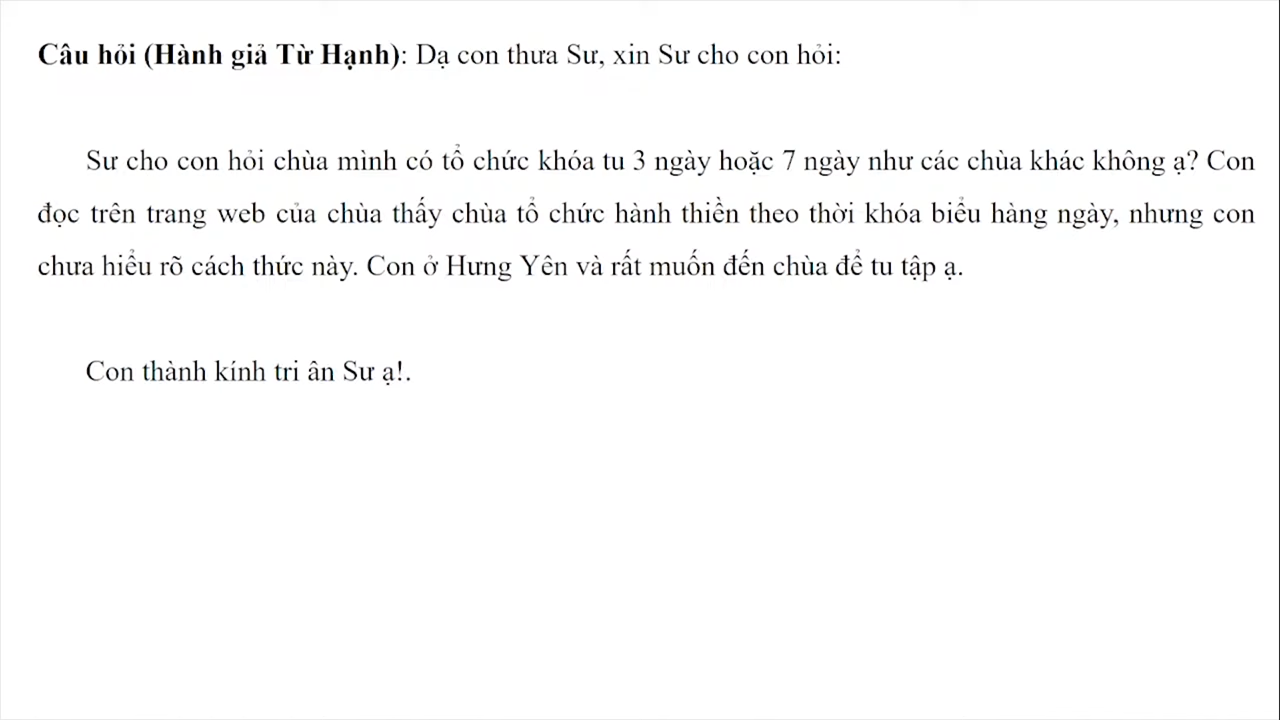 Câu hỏi (Hành giả Từ Hạnh): Dạ con thưa Sư, xin Sư cho con hỏi:
Sư cho con hỏi chùa mình có tổ chức khóa tu 3 ngày hoặc 7 ngày như các chùa khác không ạ? Con
đọc trên trang web của chùa thấy chùa tổ chức hành thiền theo thời khóa biểu hàng ngày, nhưng con
chưa hiểu rõ cách thức này. Con ở Hưng Yên và rất muốn đến chùa để tu tập ạ.
Con thành kính tri ân Sư ạ!.